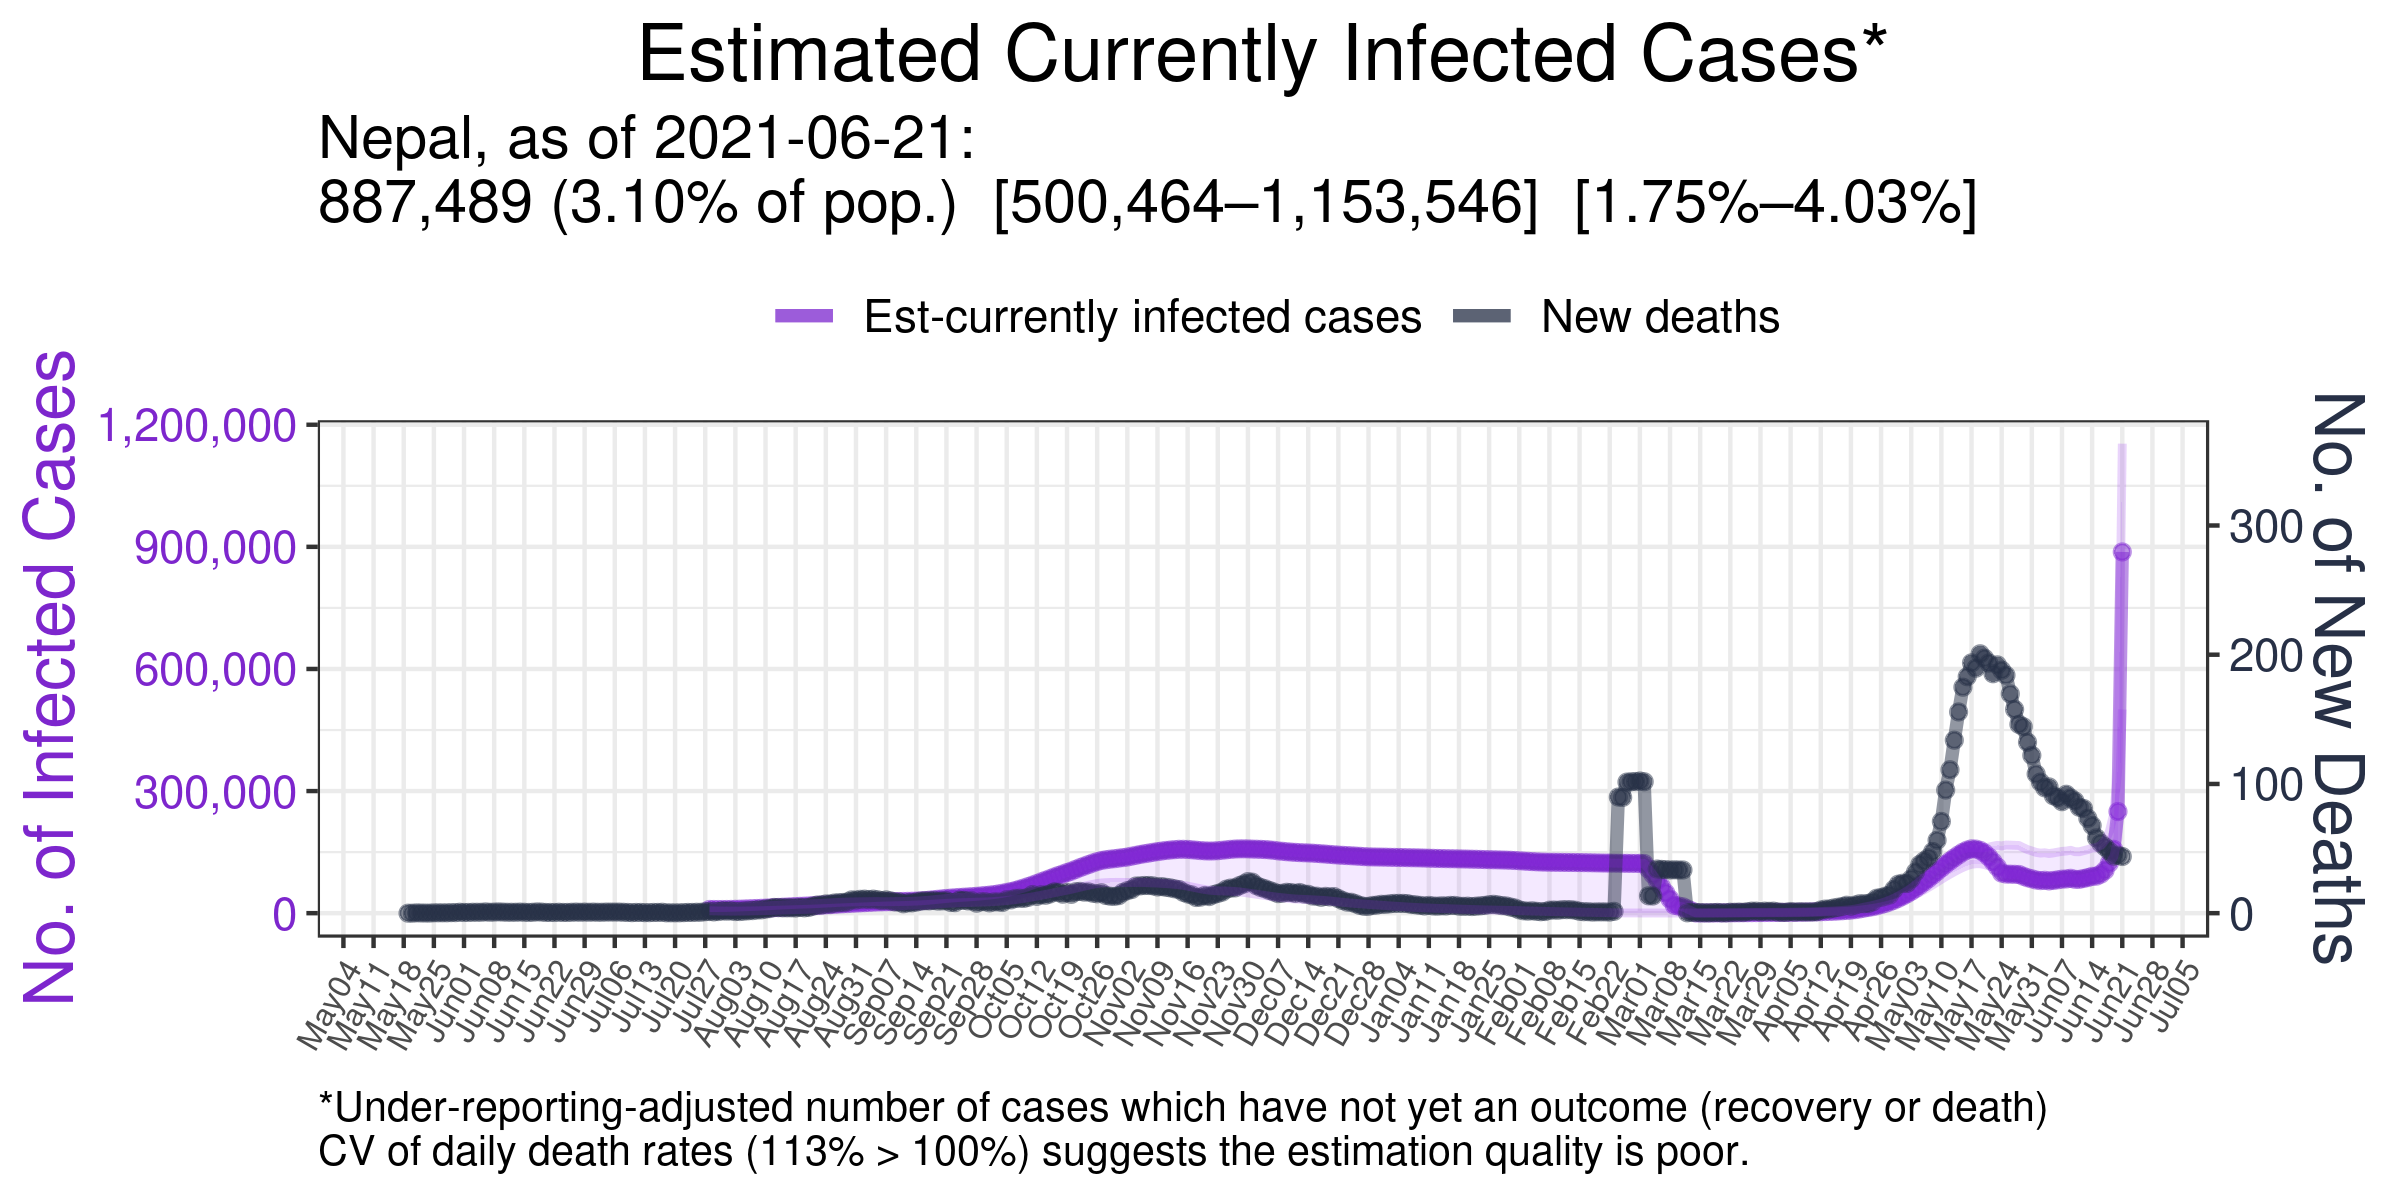 Estimated Currently Infected Cases*
Nepal, as of 2021-06-21:
887,489 (3.10% of pop.) [500,464–1,153,546] [1.75%–4.03%]
Est-currently infected cases New deaths
No. of Infected Cases
1,200,000
900,000
600,000
300,000
0
No. of New Deaths
300
200
100
0
May04 May11 May18 May25 Jun01 Jun08 Jun15 Jun22 Jun29 Jul06 Jul13 Jul20 Jul27 Aug03 Aug10 Aug17 Aug24 Aug31 Sep07 Sep14 Sep21 Sep28 Oct05 Oct12 Oct19 Oct26 Nov02 Nov09 Nov16 Nov23 Nov30 Dec07 Dec14 Dec21 Dec28 Jan04 Jan11 Jan18 Jan25 Feb01 Feb08 Feb15 Feb22 Mar01 Mar08 Mar15 Mar22 Mar29 Apr05 Apr12 Apr19 Apr26 May03 May10 May17 May24 May31 Jun07 Jun14 Jun21 Jun28 Jul05
*Under-reporting-adjusted number of cases which have not yet an outcome (recovery or death)
CV of daily death rates (113% > 100%) suggests the estimation quality is poor.